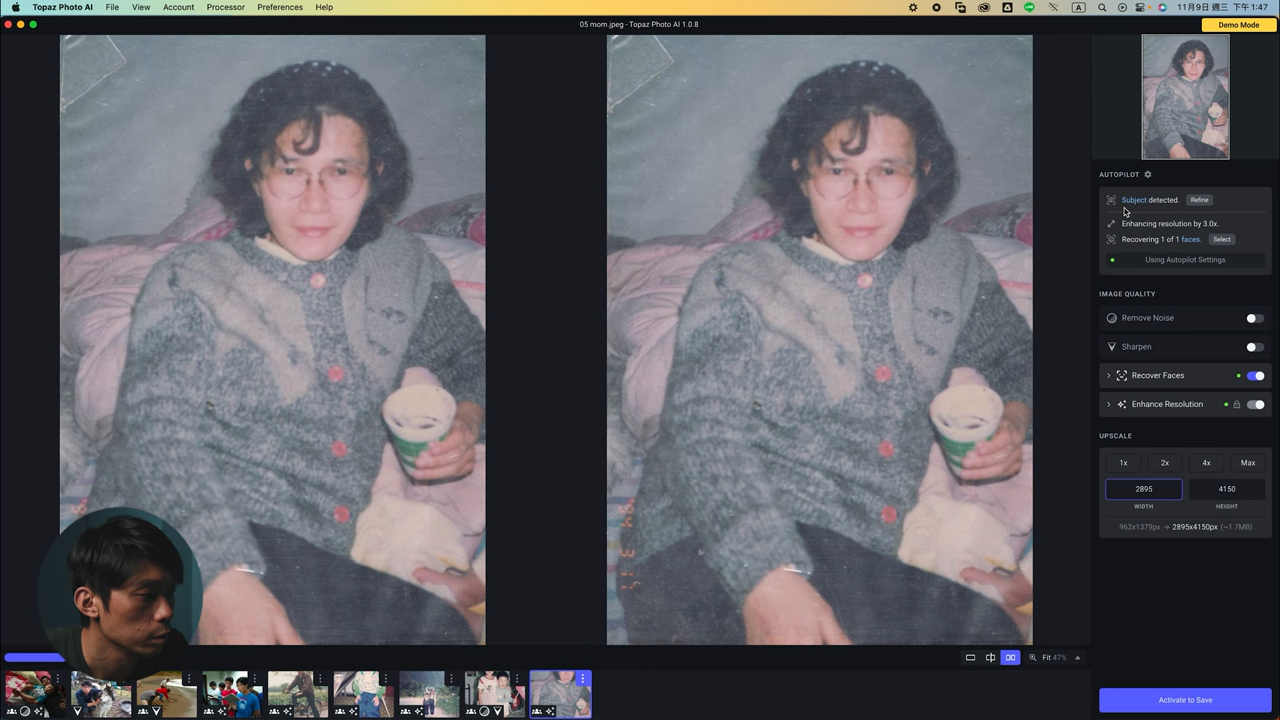 Topaz Photo AI File View Account Processor Preferences Help
A
11月9日 週三 下午 1:47
05 mom.jpeg - Topaz Photo AI 1.0.8
Demo Mode
AUTOPILOT
Subject detected. Refine
Enhancing resolution by 3.0x.
Recovering 1 of 1 faces. Select
Using Autopilot Settings
IMAGE QUALITY
Remove Noise
Sharpen
Recover Faces
Enhance Resolution
UPSCALE
1x 2x 4x Max
2895 4150
WIDTH HEIGHT
962x1379px → 2895x4150px (~1.7MB)
Fit 47%
Activate to Save